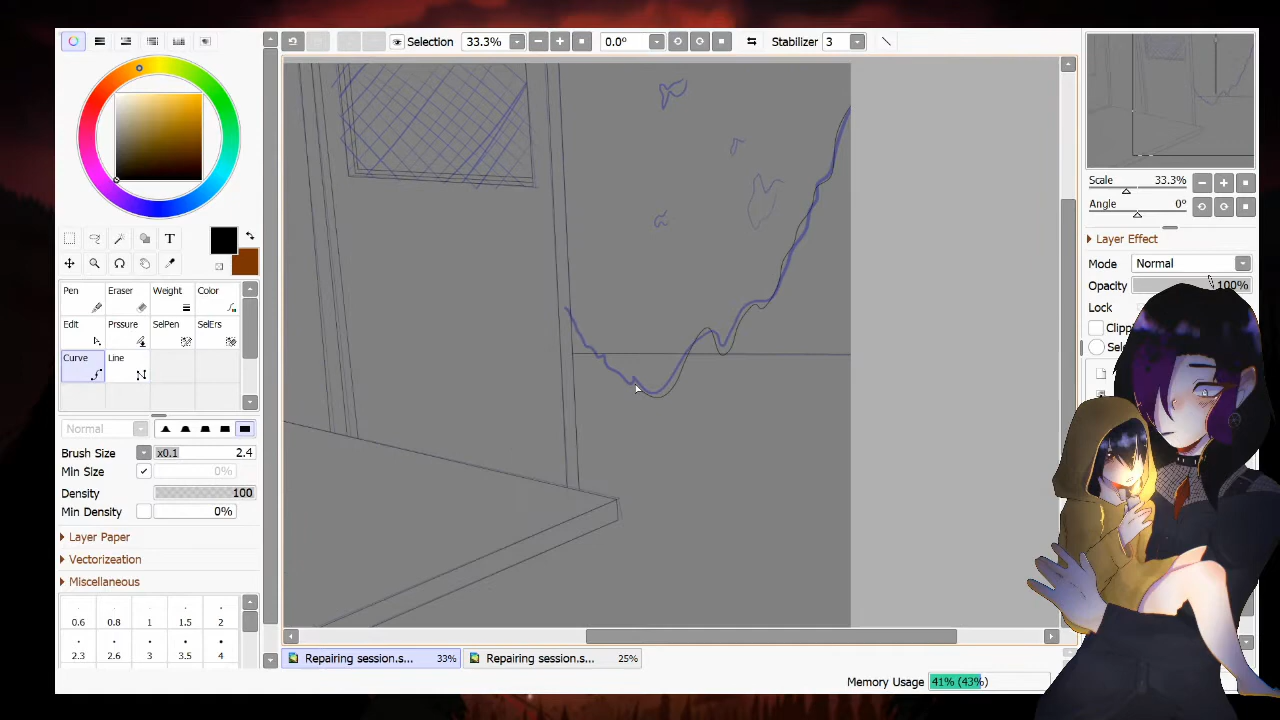 Selection 33.3% 0.0° Stabilizer 3
T
Pen Eraser Weight Color
Edit Prssure SelPen SelErs
Curve Line
Normal
Brush Size x0.1 2.4
Min Size 0%
Density 100
Min Density 0%
Layer Paper
Vectorization
Miscellaneous
0.6 0.8 1 1.5 2
2.3 2.6 3 3.5 4
Scale 33.3%
Angle 0°
Layer Effect
Mode Normal
Opacity 100%
Lock
Repairing session.s... 33% Repairing session.s... 25%
Memory Usage 41% (43%)